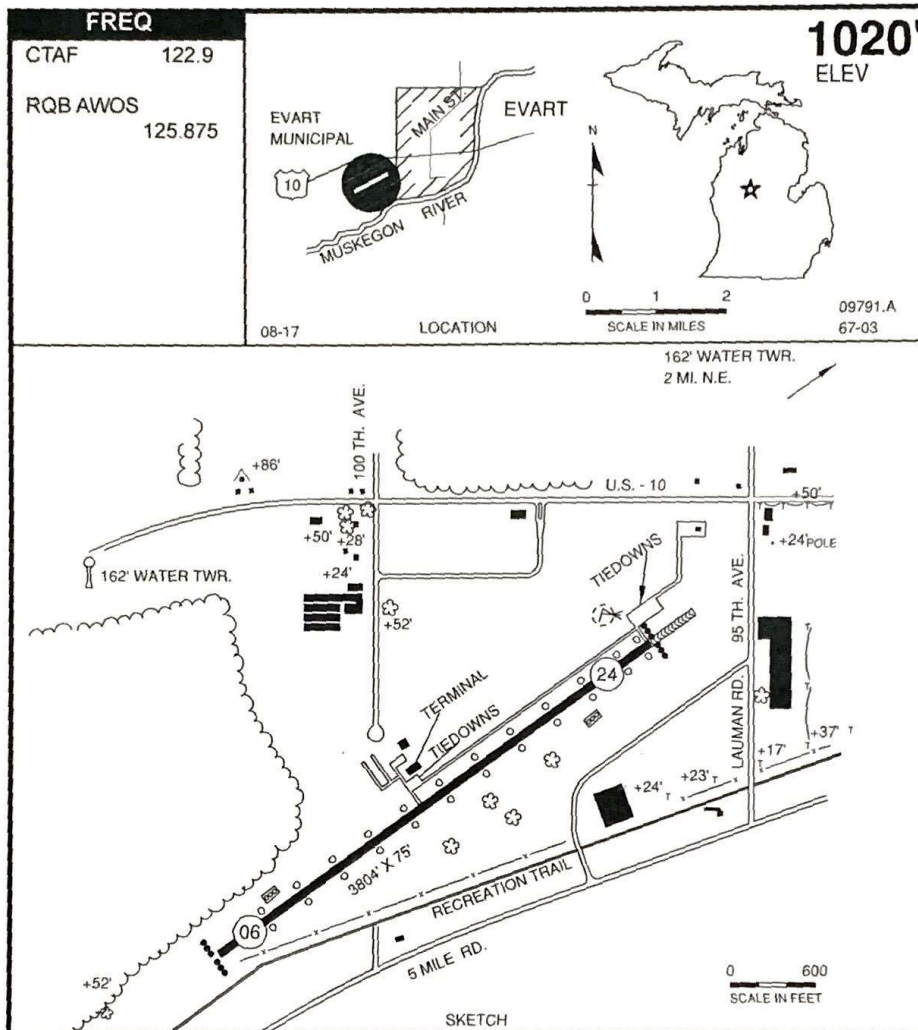 FREQ
CTAF 122.9
RQB AWOS
125.875
EVART
MUNICIPAL
10
MAIN ST.
EVART
MUSKEGON RIVER
N
1020'
ELEV
0 1 2
SCALE IN MILES
08-17
LOCATION
09791.A
67-03
162' WATER TWR.
2 MI. N.E.
100 TH. AVE.
+86'
U.S. - 10
+50'
+50'
+28'
+24' POLE
162' WATER TWR.
+24'
+52'
TIEDOWNS
95 TH. AVE.
24
TERMINAL
TIEDOWNS
LAUMAN RD.
+37'
+17'
+23'
+24'
3804' X 75'
RECREATION TRAIL
06
5 MILE RD.
+52'
0 600
SCALE IN FEET
SKETCH